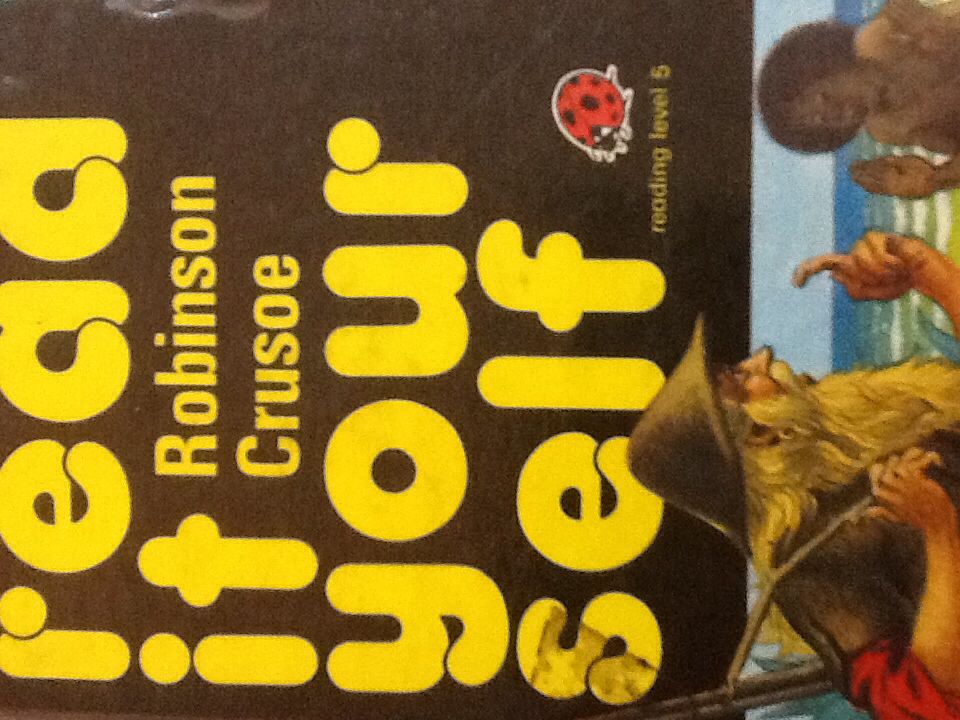 read
it Robinson
Crusoe
your
self
reading level 5